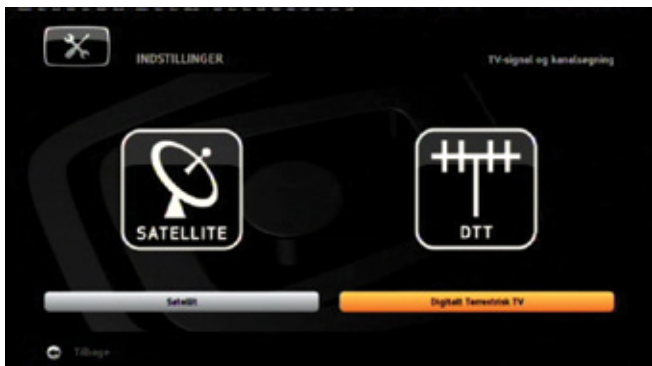 INDSTILLINGER
TV-signal og kanalsøgning
SATELLITE
DTT
Satellit
Digitalt Terrestrisk TV
Tilbage